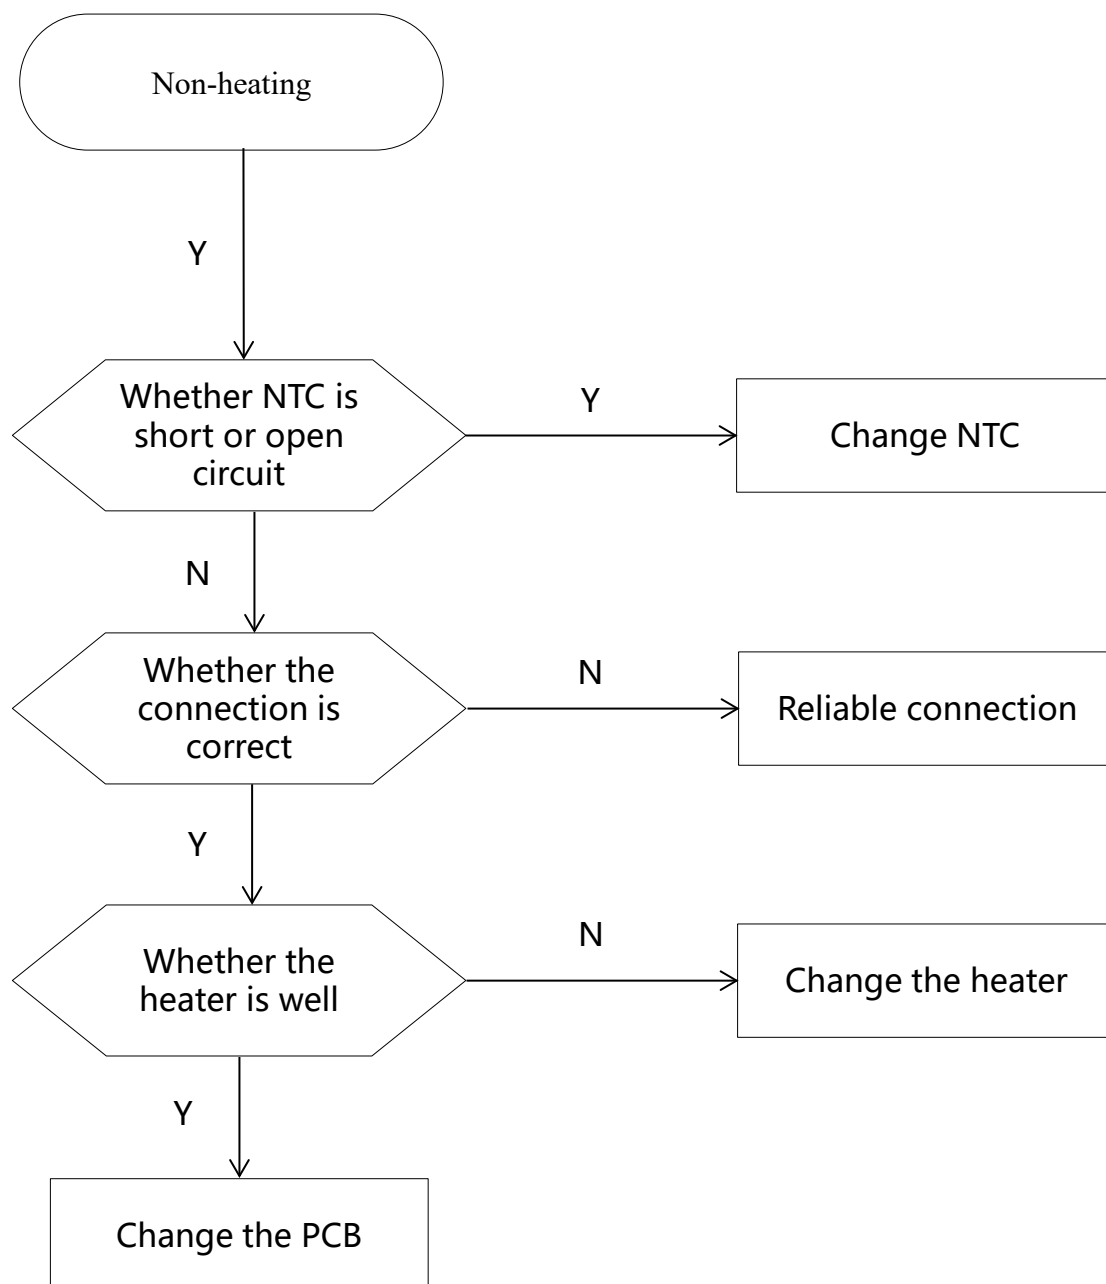 Non-heating
Y
Whether NTC is
short or open
circuit
Y
Change NTC
N
Whether the
connection is
correct
N
Reliable connection
Y
Whether the
heater is well
N
Change the heater
Y
Change the PCB